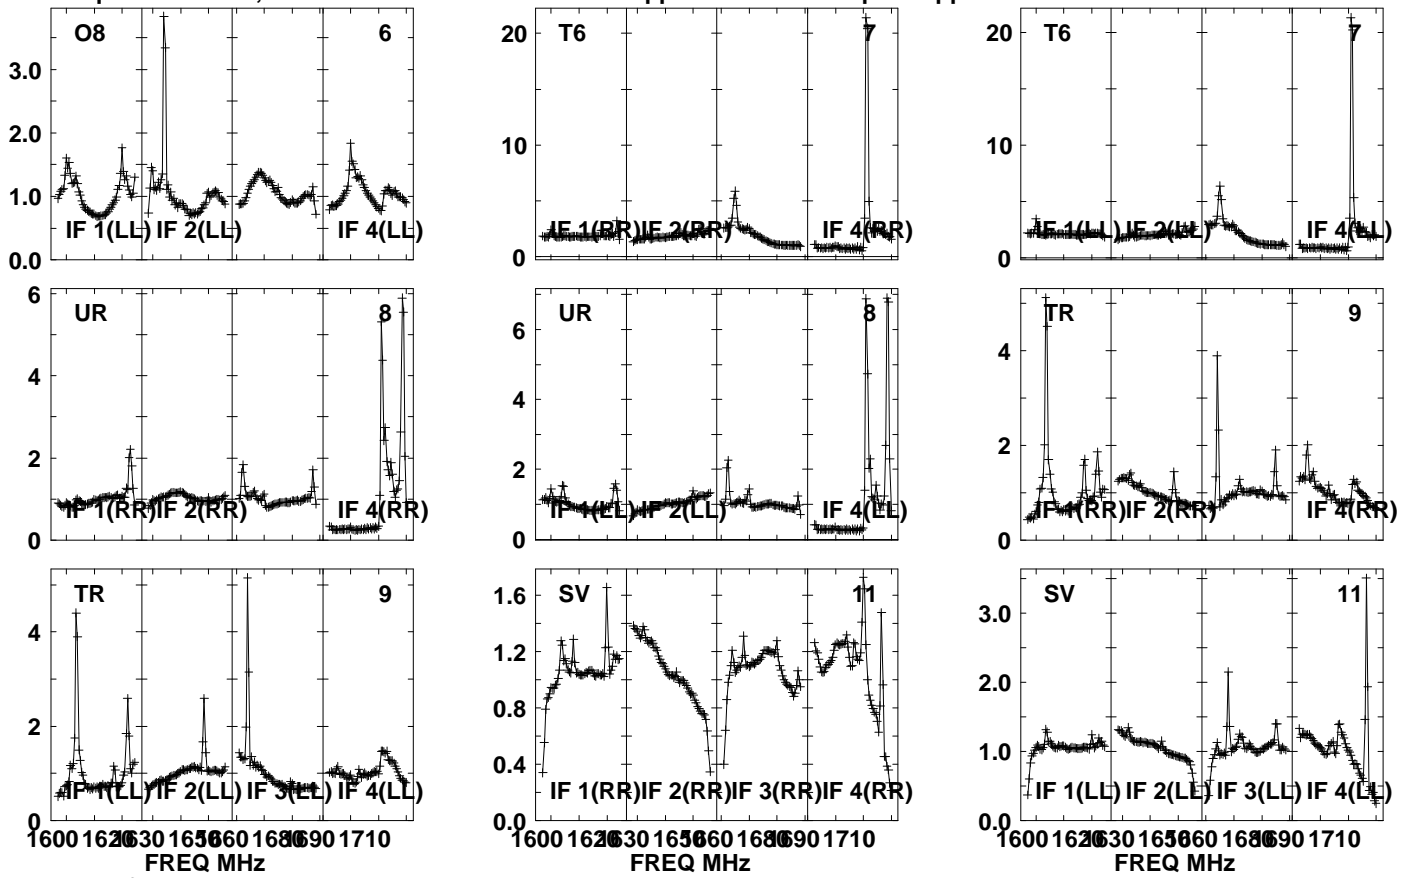 O8 6
3.0
2.0
1.0
0.0
IF 1(LL) IF 2(LL) IF 4(LL)
T6 7
20
10
0
IF 1(RR) IF 2(RR) IF 4(RR)
T6 7
20
10
0
IF 1(LL) IF 2(LL) IF 4(LL)
UR 8
6
4
2
0
IF 1(RR) IF 2(RR) IF 4(RR)
UR 8
6
4
2
0
IF 1(LL) IF 2(LL) IF 4(LL)
TR 9
4
2
0
IF 1(RR) IF 2(RR) IF 4(RR)
TR 9
4
2
0
IF 1(LL) IF 2(LL) IF 3(LL) IF 4(LL)
1600 1620 1630 1650 1660 1680 1690 1710
FREQ MHz
SV 11
1.6
1.2
0.8
0.4
0.0
IF 1(RR) IF 2(RR) IF 3(RR) IF 4(RR)
1600 1620 1630 1650 1660 1680 1690 1710
FREQ MHz
SV 11
3.0
2.0
1.0
0.0
IF 1(LL) IF 2(LL) IF 3(LL) IF 4(LL)
1600 1620 1630 1650 1660 1680 1690 1710
FREQ MHz